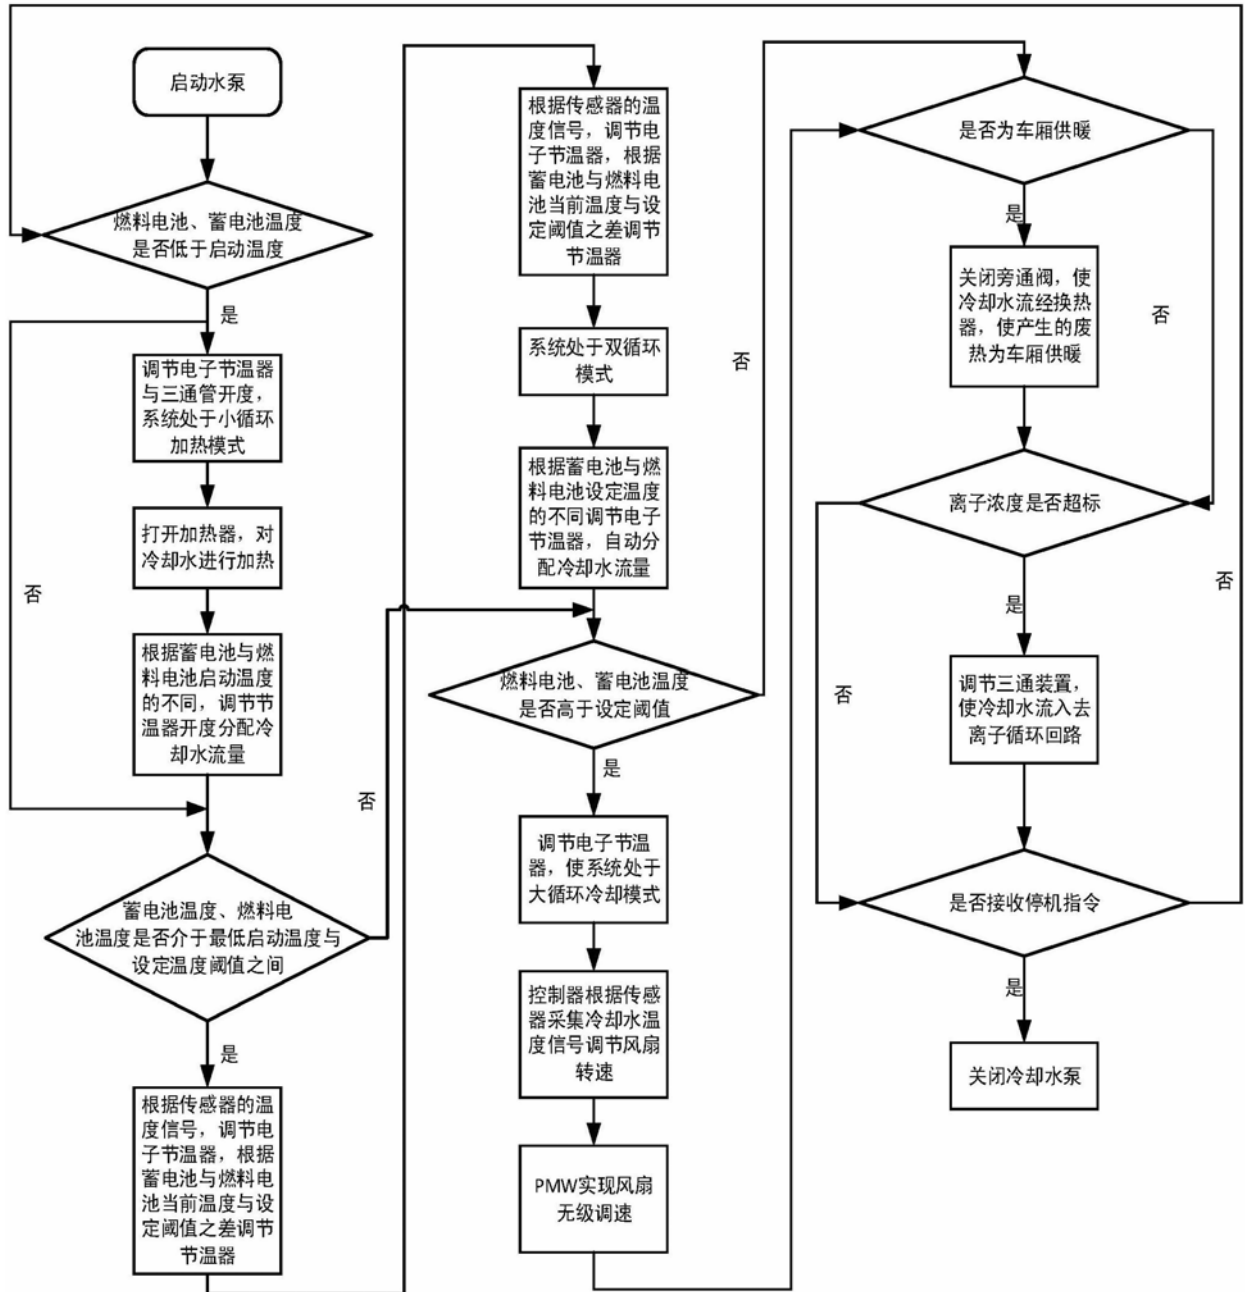 启动水泵
燃料电池、蓄电池温度
是否低于启动温度
是
调节电子节温器
与三通管开度，
系统处于小循环
加热模式
打开加热器，对
冷却水进行加热
否
根据蓄电池与燃
料电池启动温度
的不同，调节节
温器开度分配冷
却水流量
否
蓄电池温度、燃料电
池温度是否介于最低启动温度与
设定温度阈值之间
是
根据传感器的温
度信号，调节电
子节温器，根据
蓄电池与燃料电
池当前温度与设
定阈值之差调节
节温器
根据传感器的温
度信号，调节电
子节温器，根据
蓄电池与燃料电
池当前温度与设
定阈值之差调节
节温器
系统处于双循环
模式
否
根据蓄电池与燃
料电池设定温度
的不同调节电子
节温器，自动分
配冷却水流量
燃料电池、蓄电池温度
是否高于设定阈值
是
调节电子节温
器，使系统处于
大循环冷却模式
控制器根据传感
器采集冷却水温
度信号调节风扇
转速
PMW实现风扇
无级调速
是否为车厢供暖
是
关闭旁通阀，使
冷却水流经换热
器，使产生的废
热为车厢供暖
否
离子浓度是否超标
否
是
调节三通装置，
使冷却水流入去
离子循环回路
否
是否接收停机指令
是
关闭冷却水泵